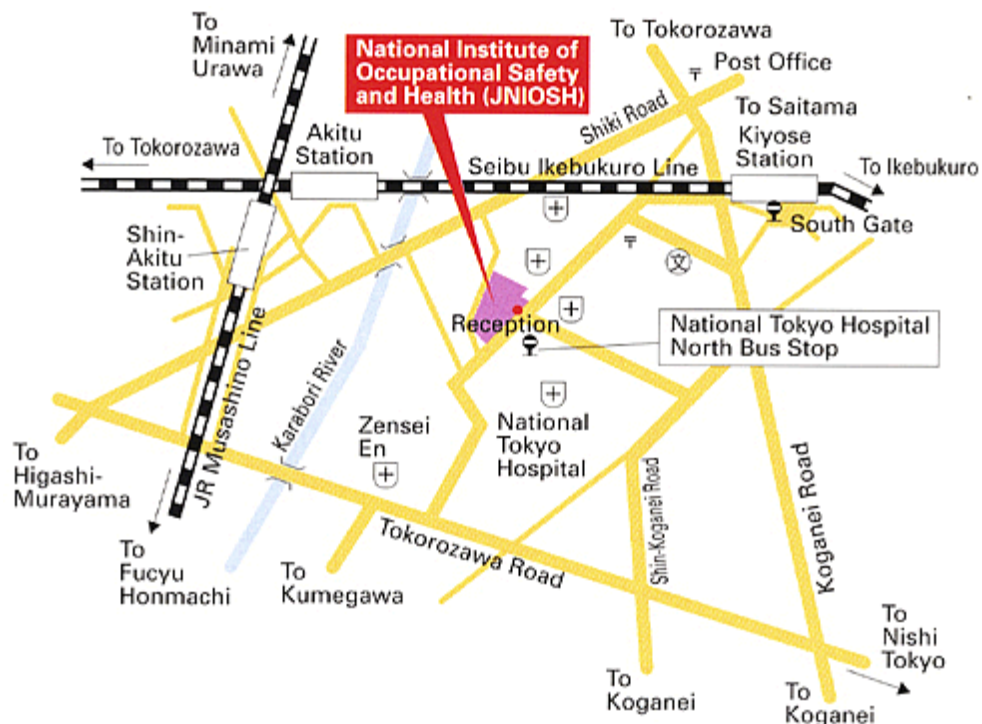 To
Minami
Urawa
National Institute of
Occupational Safety
and Health (JNIOSH)
To Tokorozawa
〒
Post Office
Shiki Road
To Saitama
Kiyose
Station
To Tokorozawa
Akitu
Station
Seibu Ikebukuro Line
To Ikebukuro
South Gate
Shin-
Akitu
Station
〒
文
Reception
National Tokyo Hospital
North Bus Stop
JR Musashino Line
Karabori River
Zensei
En
National
Tokyo
Hospital
To
Higashi-
Murayama
Shin-Koganei Road
Koganei Road
Tokorozawa Road
To
Fucyu
Honmachi
To
Kumegawa
To
Nishi
Tokyo
To
Koganei
To
Koganei